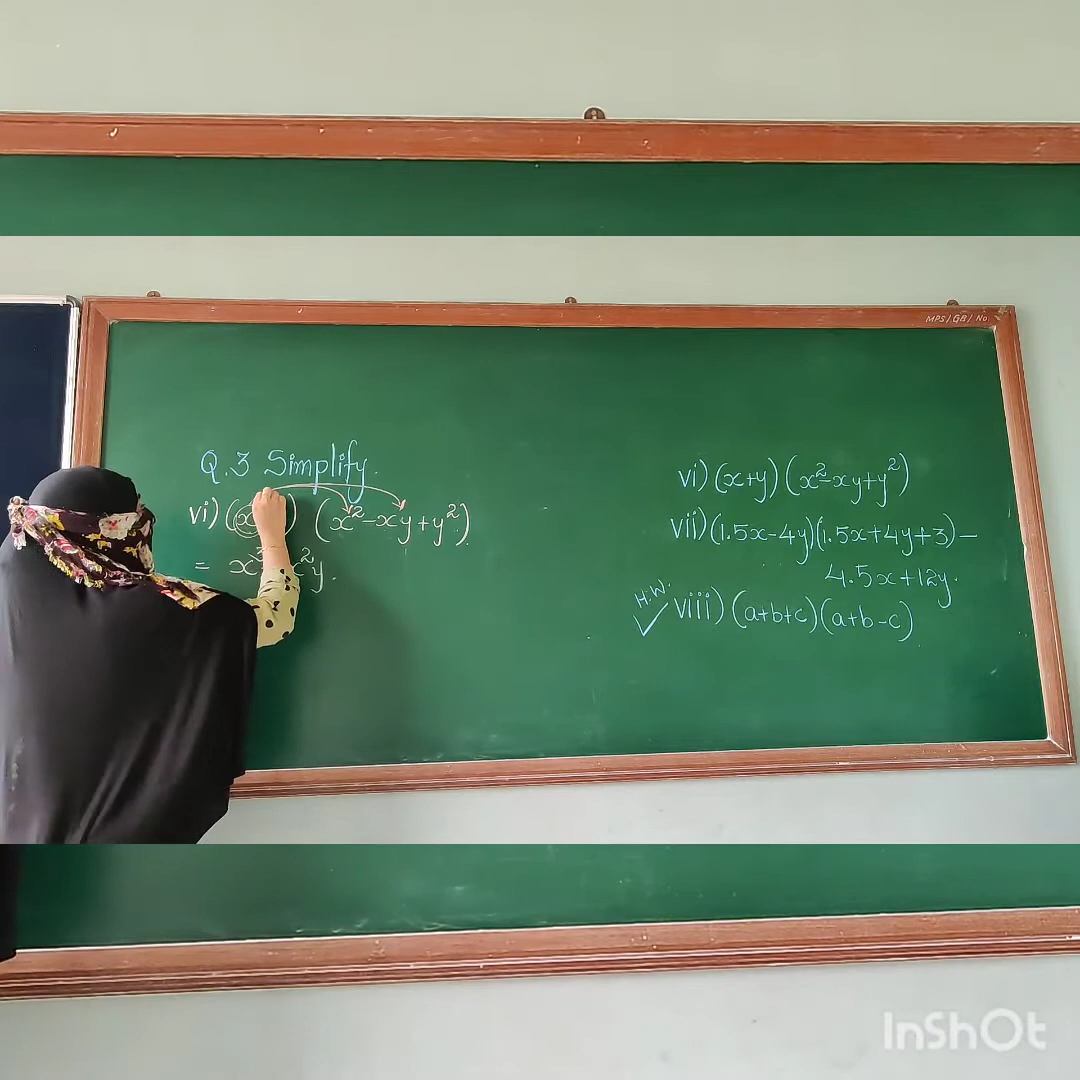 MPS/GB/No.
Q.3 Simplify.
vi) (x ) (x²-xy+y²)
= x² x²y.
vi) (x+y) (x²-xy+y²)
vii) (1.5x-4y)(1.5x+4y+3) –
4.5x+12y.
H.W. ✓ viii) (a+b+c)(a+b-c)
InShOt